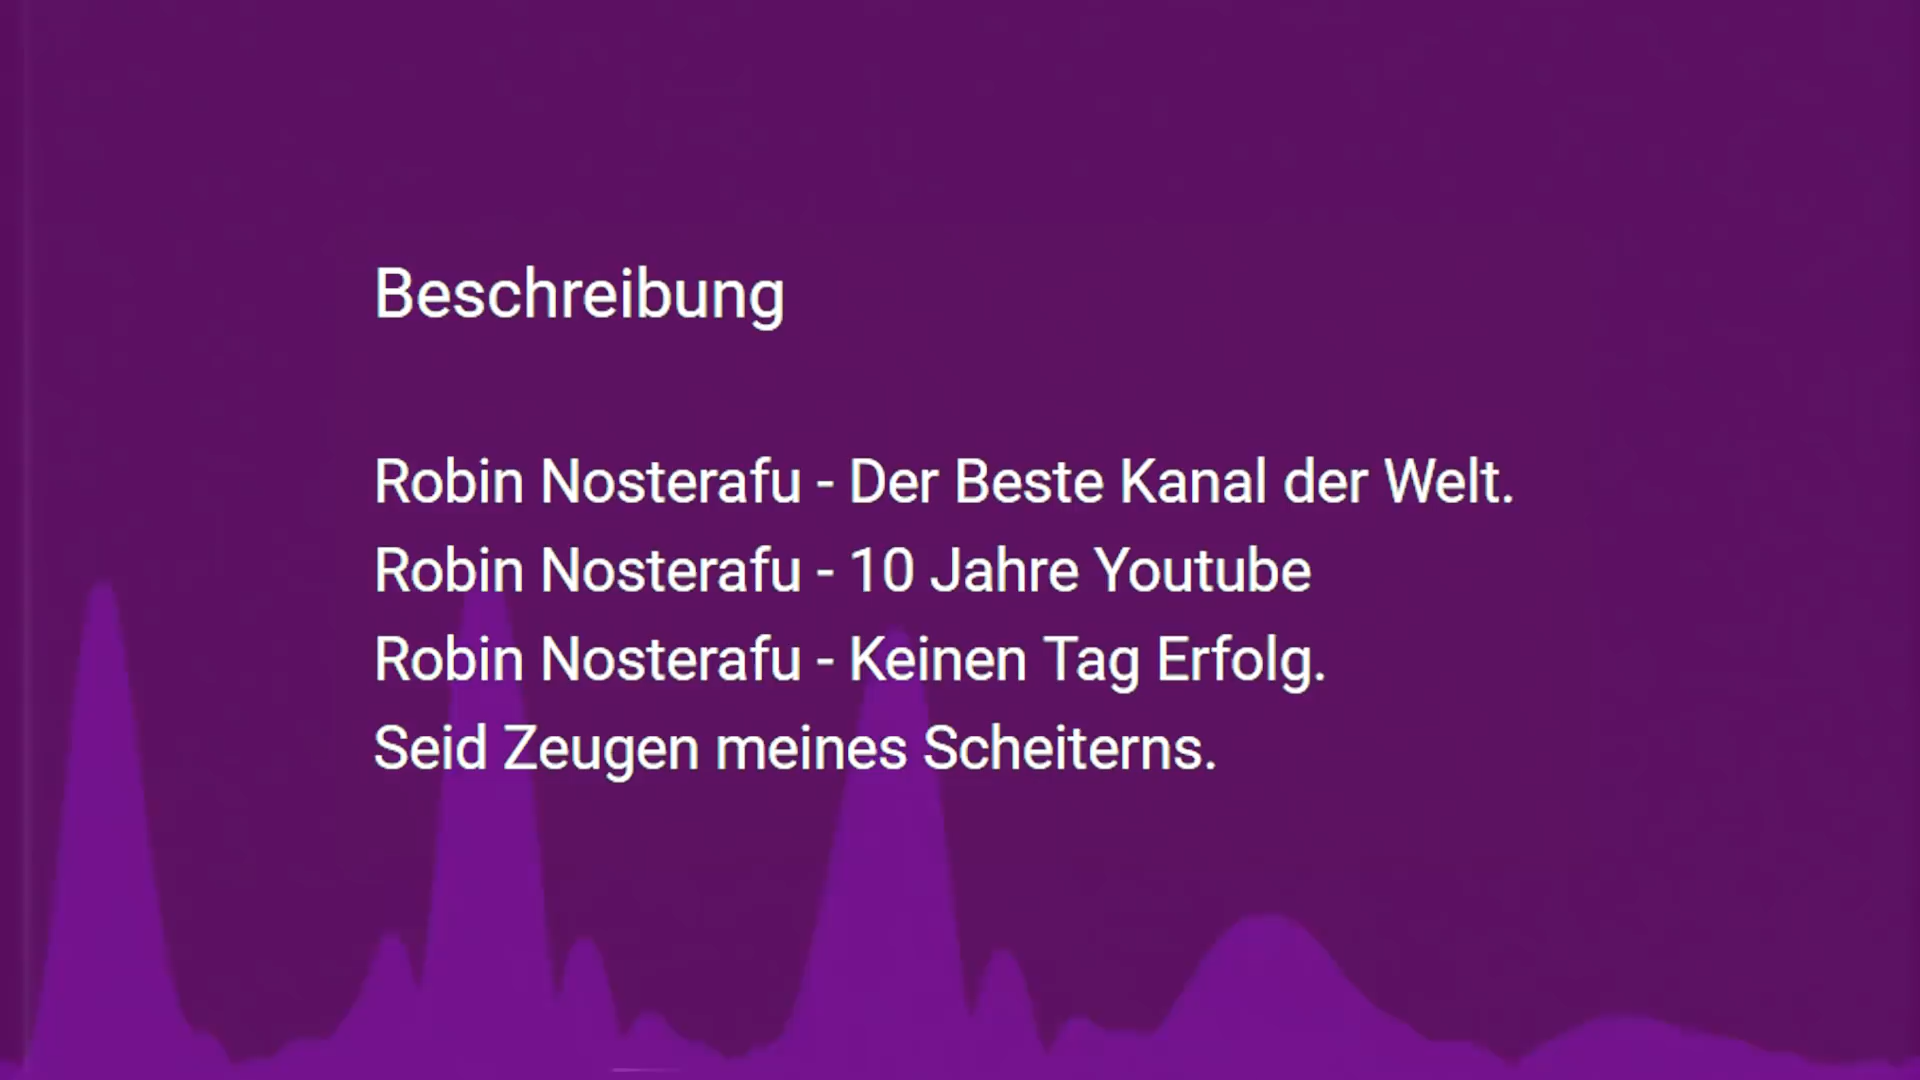 Beschreibung
Robin Nosterafu - Der Beste Kanal der Welt.
Robin Nosterafu - 10 Jahre Youtube
Robin Nosterafu - Keinen Tag Erfolg.
Seid Zeugen meines Scheiterns.